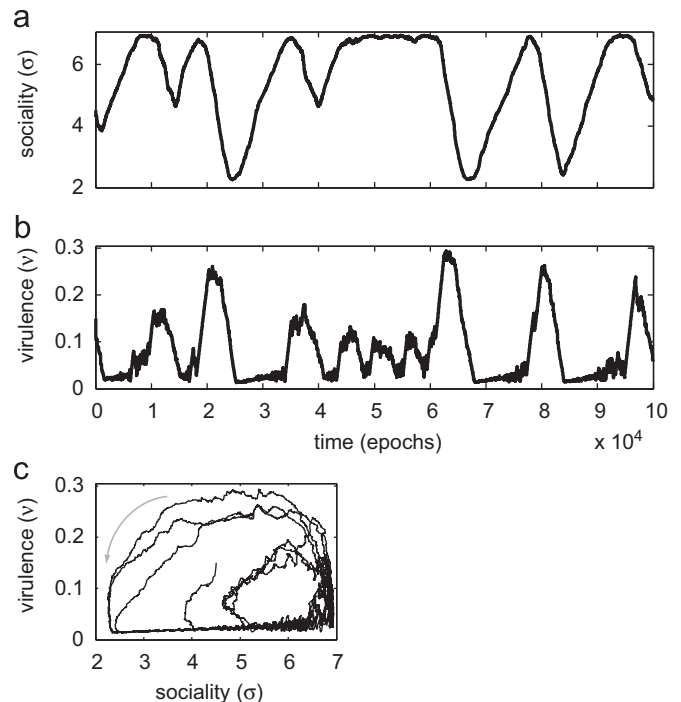 a
sociality (σ)
6
4
2
b
virulence (ν)
0.3
0.2
0.1
0
0 1 2 3 4 5 6 7 8 9 10
time (epochs)
x 10⁴
c
virulence (ν)
0.3
0.2
0.1
0
2 3 4 5 6 7
sociality (σ)